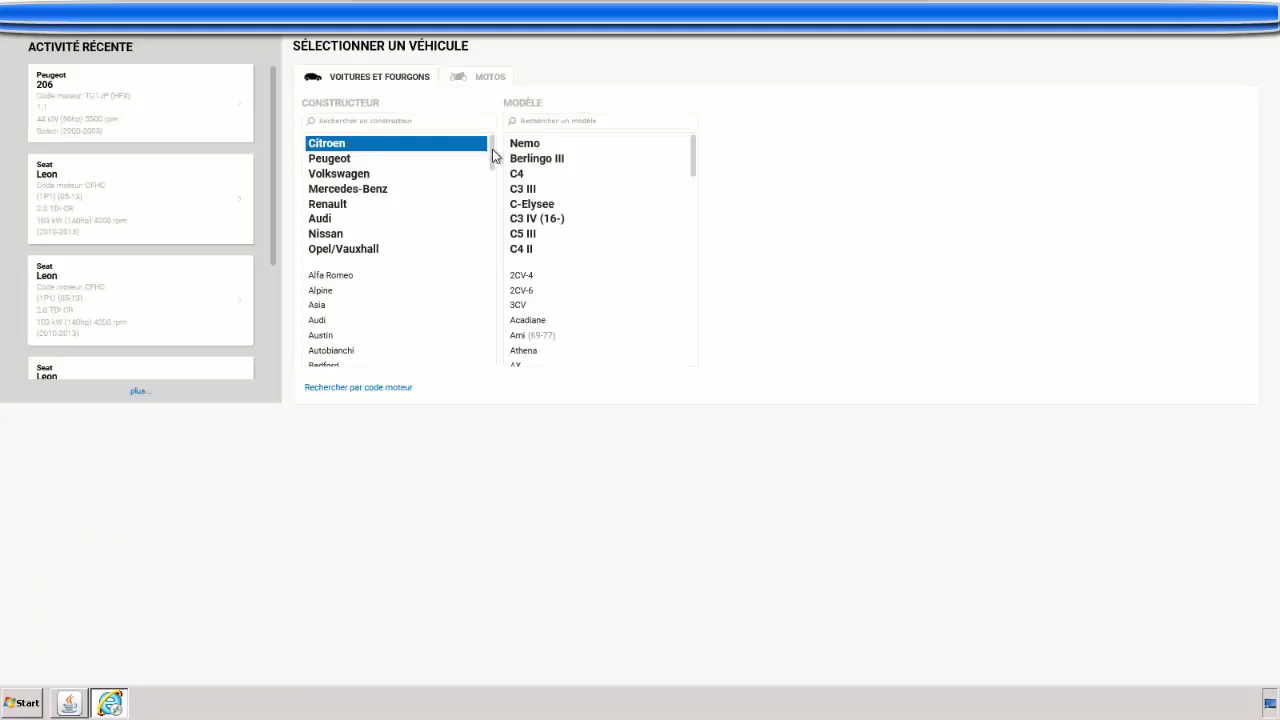 ACTIVITÉ RÉCENTE
Peugeot
206
Code moteur: TU1JP (HFX)
1.1
44 kW (60hp) 5500 rpm
Bosch (2000-2005)
Seat
Leon
Code moteur: CFHC
(1P1) (05-13)
2.0 TDI CR
103 kW (140hp) 4200 rpm
(2010-2013)
Seat
Leon
Code moteur: CFHC
(1P1) (05-13)
2.0 TDI CR
103 kW (140hp) 4200 rpm
(2010-2013)
Seat
Leon
plus...
SÉLECTIONNER UN VÉHICULE
VOITURES ET FOURGONS
MOTOS
CONSTRUCTEUR
Rechercher un constructeur
Citroen
Peugeot
Volkswagen
Mercedes-Benz
Renault
Audi
Nissan
Opel/Vauxhall
Alfa Romeo
Alpine
Asia
Audi
Austin
Autobianchi
Bedford
Rechercher par code moteur
MODÈLE
Rechercher un modèle
Nemo
Berlingo III
C4
C3 III
C-Elysee
C3 IV (16-)
C5 III
C4 II
2CV-4
2CV-6
3CV
Acadiane
Ami (69-77)
Athena
AX
Start